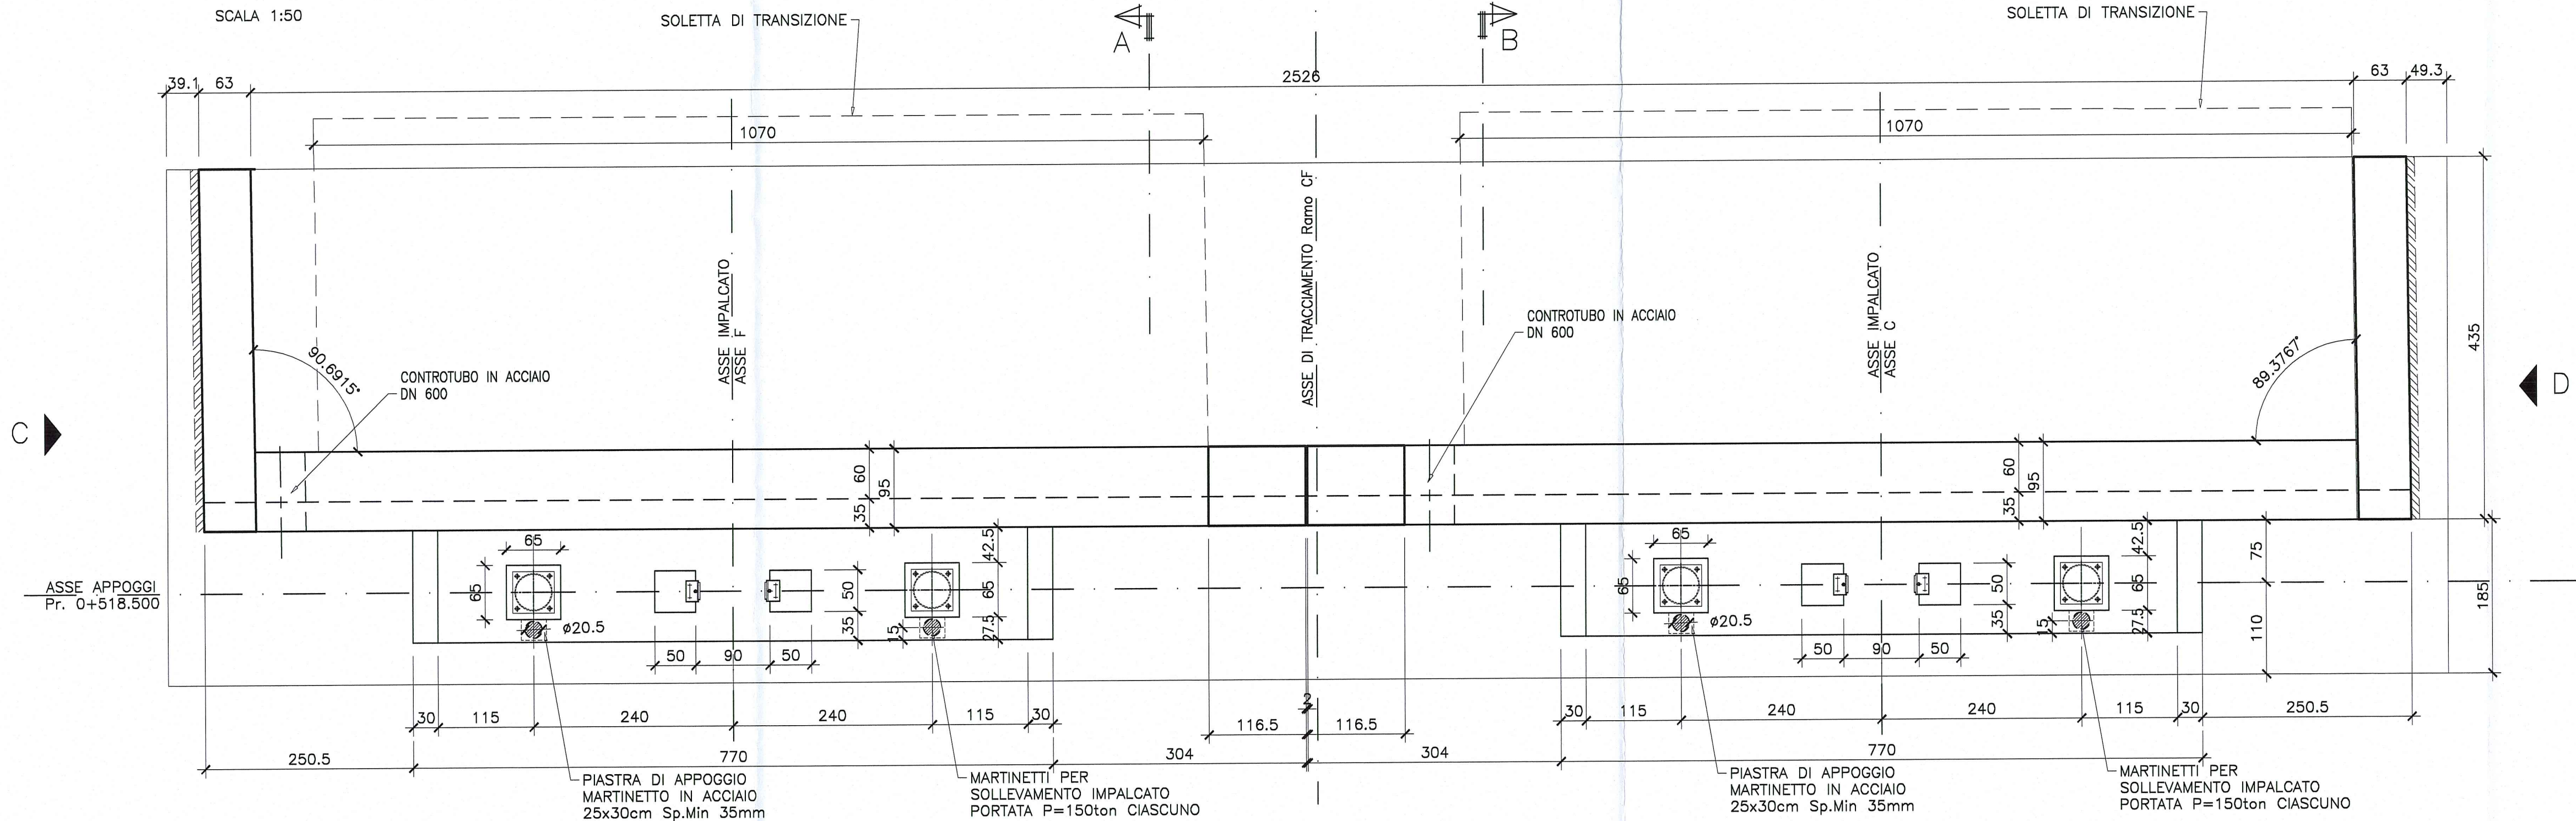 SCALA 1:50
SOLETTA DI TRANSIZIONE
A
B
SOLETTA DI TRANSIZIONE
39.1
63
2526
63
49.3
1070
1070
ASSE IMPALCATO
ASSE F
ASSE DI TRACCIAMENTO Ramo CF
ASSE IMPALCATO
ASSE C
CONTROTUBO IN ACCIAIO
DN 600
CONTROTUBO IN ACCIAIO
DN 600
90.6915°
89.3767°
435
C
D
60
95
35
60
95
35
ASSE APPOGGI
Pr. 0+518.500
65
65
ø20.5
50
35
42.5
65
27.5
15
50
90
50
65
65
ø20.5
50
35
42.5
65
27.5
15
50
90
50
75
110
185
30
115
240
240
115
30
2
116.5
116.5
30
115
240
240
115
30
250.5
250.5
770
304
304
770
PIASTRA DI APPOGGIO
MARTINETTO IN ACCIAIO
25x30cm Sp.Min 35mm
MARTINETTI PER
SOLLEVAMENTO IMPALCATO
PORTATA P=150ton CIASCUNO
PIASTRA DI APPOGGIO
MARTINETTO IN ACCIAIO
25x30cm Sp.Min 35mm
MARTINETTI PER
SOLLEVAMENTO IMPALCATO
PORTATA P=150ton CIASCUNO